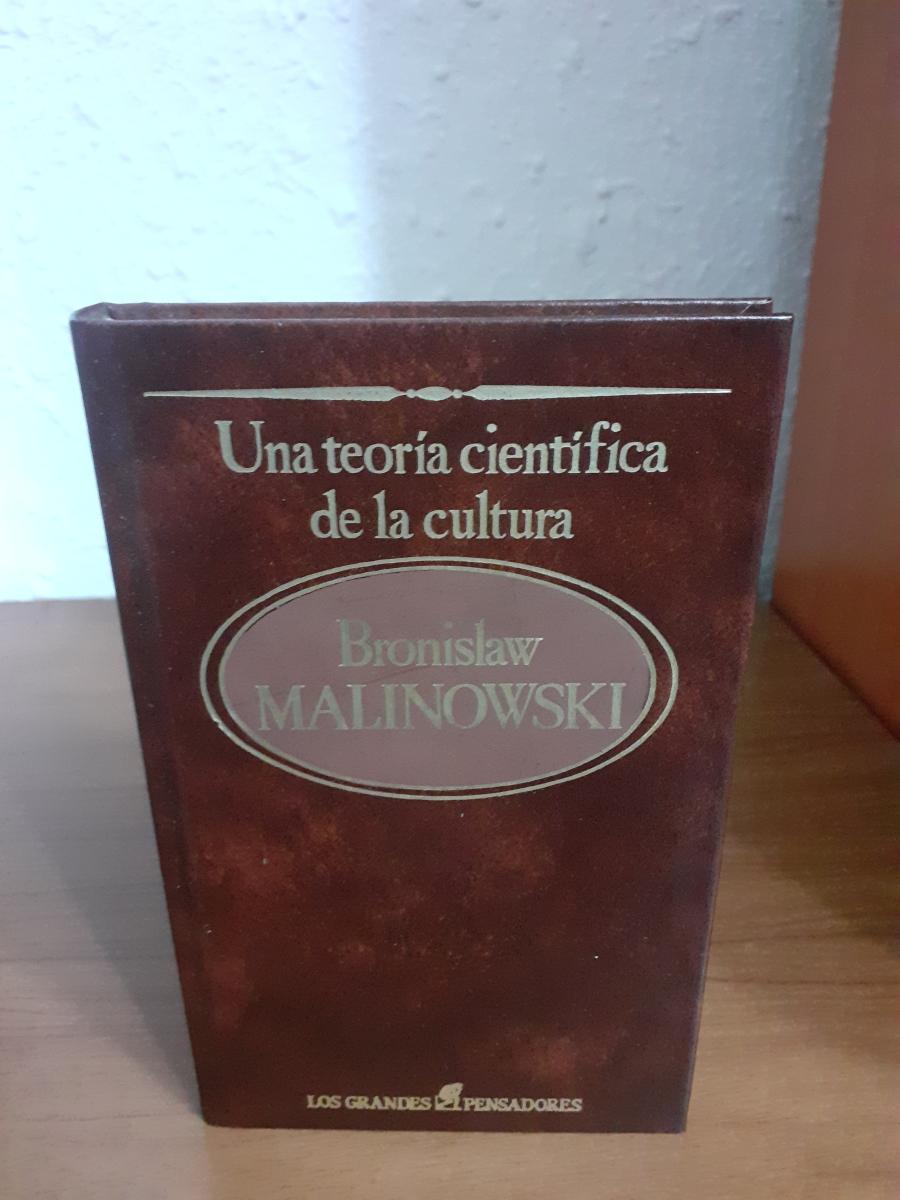 Una teoría científica
de la cultura
Bronislaw
MALINOWSKI
LOS GRANDES PENSADORES